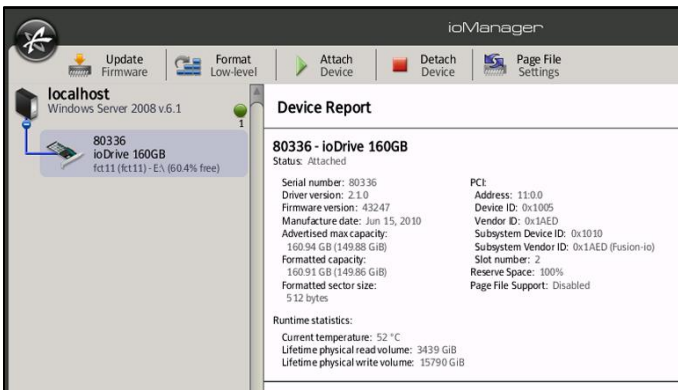 ioManager
Update Firmware
Format Low-level
Attach Device
Detach Device
Page File Settings
localhost
Windows Server 2008 v.6.1
1
80336
ioDrive 160GB
fct11 (fct11) - E:\ (60.4% free)
Device Report
80336 - ioDrive 160GB
Status: Attached
Serial number: 80336
Driver version: 2.1.0
Firmware version: 43247
Manufacture date: Jun 15, 2010
Advertised max capacity:
160.94 GB (149.88 GiB)
Formatted capacity:
160.91 GB (149.86 GiB)
Formatted sector size:
512 bytes
PCI:
Address: 11:0.0
Device ID: 0x1005
Vendor ID: 0x1AED
Subsystem Device ID: 0x1010
Subsystem Vendor ID: 0x1AED (Fusion-io)
Slot number: 2
Reserve Space: 100%
Page File Support: Disabled
Runtime statistics:
Current temperature: 52 °C
Lifetime physical read volume: 3439 GiB
Lifetime physical write volume: 15790 GiB